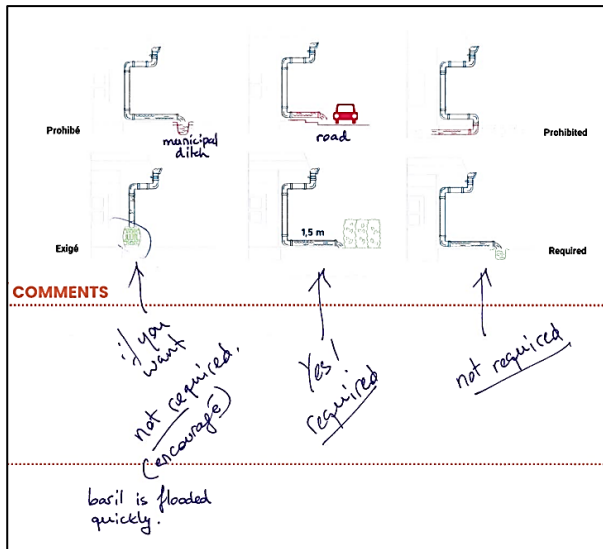 Prohibé
municipal
ditch
road
Prohibited
Exigé
1,5 m
Required
COMMENTS
if you
want
not required.
(encouragé)
Yes!
required
not required
baril is flooded
quickly.